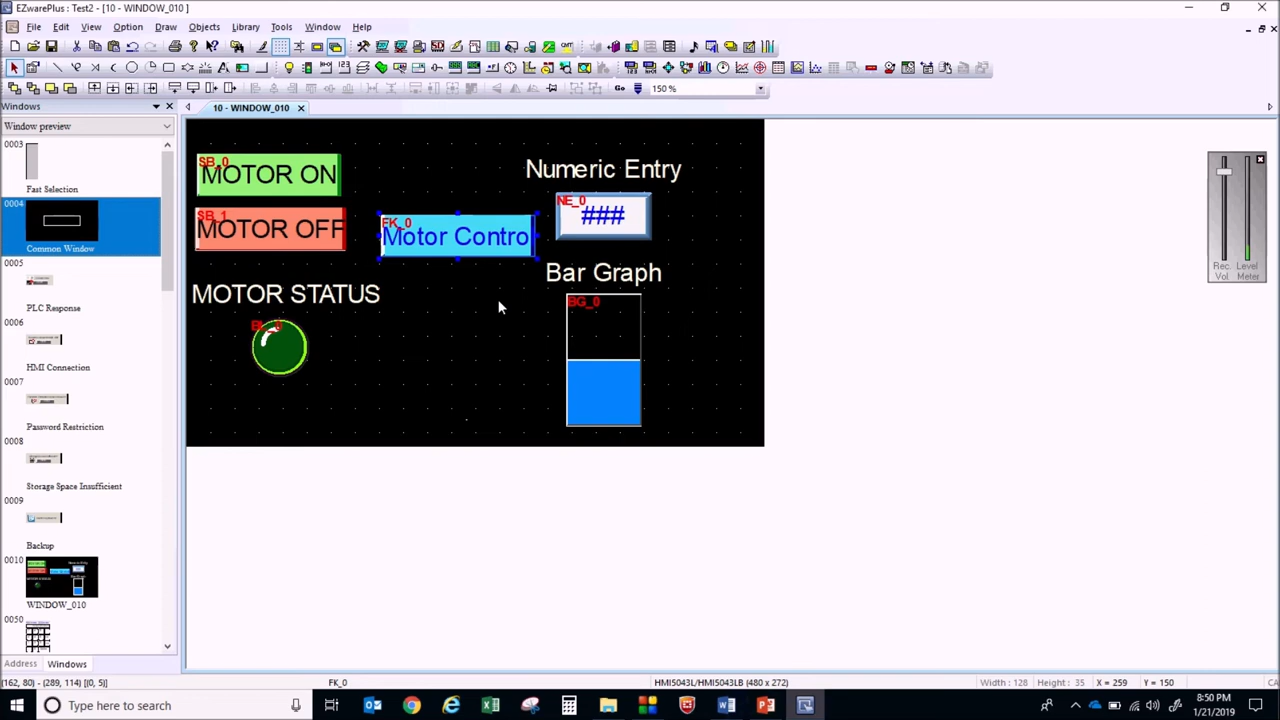 EZwarePlus : Test2 - [10 - WINDOW_010 ]
File Edit View Option Draw Objects Library Tools Window Help
Go 150 %
Windows
10 - WINDOW_010
Window preview
0003
Fast Selection
0004
Common Window
0005
PLC Response
0006
HMI Connection
0007
Password Restriction
0008
Storage Space Insufficient
0009
Backup
0010
WINDOW_010
0050
Address Windows
SB_0
MOTOR ON
SB_1
MOTOR OFF
MOTOR STATUS
BL_0
FK_0
Motor Contro
Numeric Entry
NE_0
###
Bar Graph
BG_0
Rec. Vol
Level Meter
(162, 80) - (289, 114) [(0, 5)] FK_0 HMI5043L/HMI5043LB (480 x 272) Width : 128 Height : 35 X = 259 Y = 150 CA
Type here to search
8:50 PM
1/21/2019